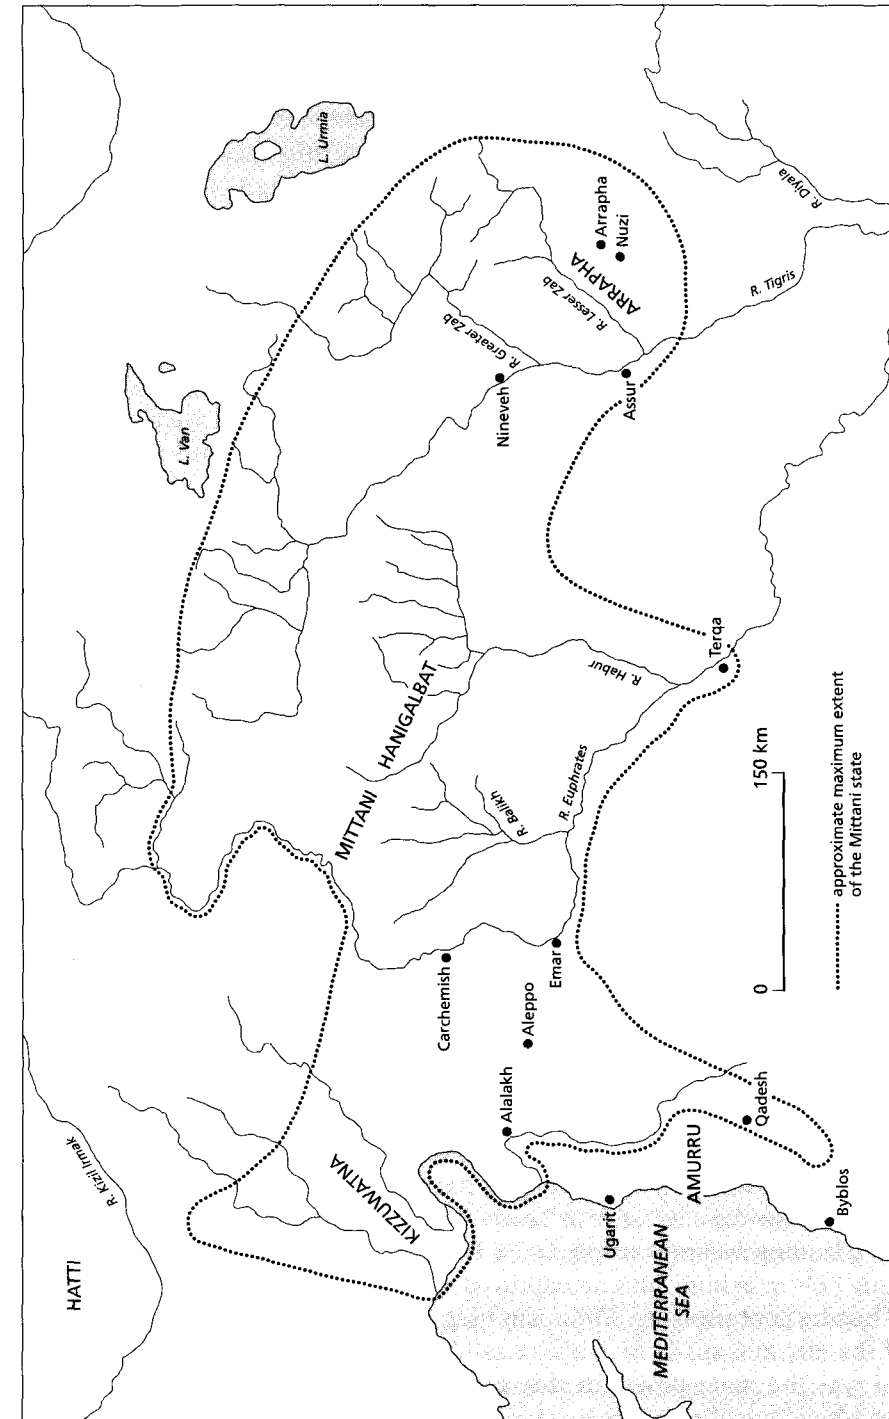 HATTI
R. Kizil Irmak
KIZZUWATNA
MEDITERRANEAN
SEA
Ugarit
AMURRU
Byblos
Qadesh
Alalakh
Aleppo
Carchemish
Emar
MITTANI
HANIGALBAT
R. Balikh
R. Euphrates
R. Habur
Terqa
L. Van
L. Urmia
Nineveh
R. Greater Zab
R. Lesser Zab
Assur
ARRAPHA
Arrapha
Nuzi
R. Tigris
R. Diyala
0 150 km
approximate maximum extent
of the Mittani state